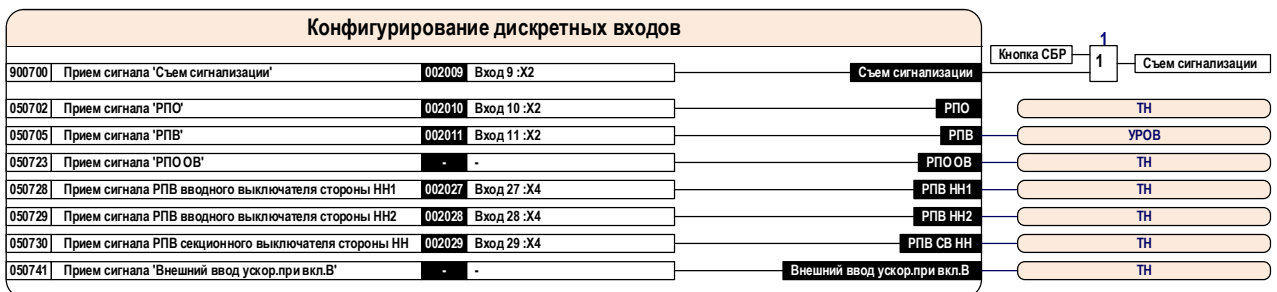 Конфигурирование дискретных входов
1
Кнопка СБР 1 Съем сигнализации
900700 Прием сигнала 'Съем сигнализации' 002009 Вход 9 :X2 Съем сигнализации
050702 Прием сигнала 'РПО' 002010 Вход 10 :X2 РПО ТН
050705 Прием сигнала 'РПВ' 002011 Вход 11 :X2 РПВ УРОВ
050723 Прием сигнала 'РПО ОВ' - - РПО ОВ ТН
050728 Прием сигнала РПВ вводного выключателя стороны НН1 002027 Вход 27 :X4 РПВ НН1 ТН
050729 Прием сигнала РПВ вводного выключателя стороны НН2 002028 Вход 28 :X4 РПВ НН2 ТН
050730 Прием сигнала РПВ секционного выключателя стороны НН 002029 Вход 29 :X4 РПВ СВ НН ТН
050741 Прием сигнала 'Внешний ввод ускор.при вкл.В' - - Внешний ввод ускор.при вкл.В ТН